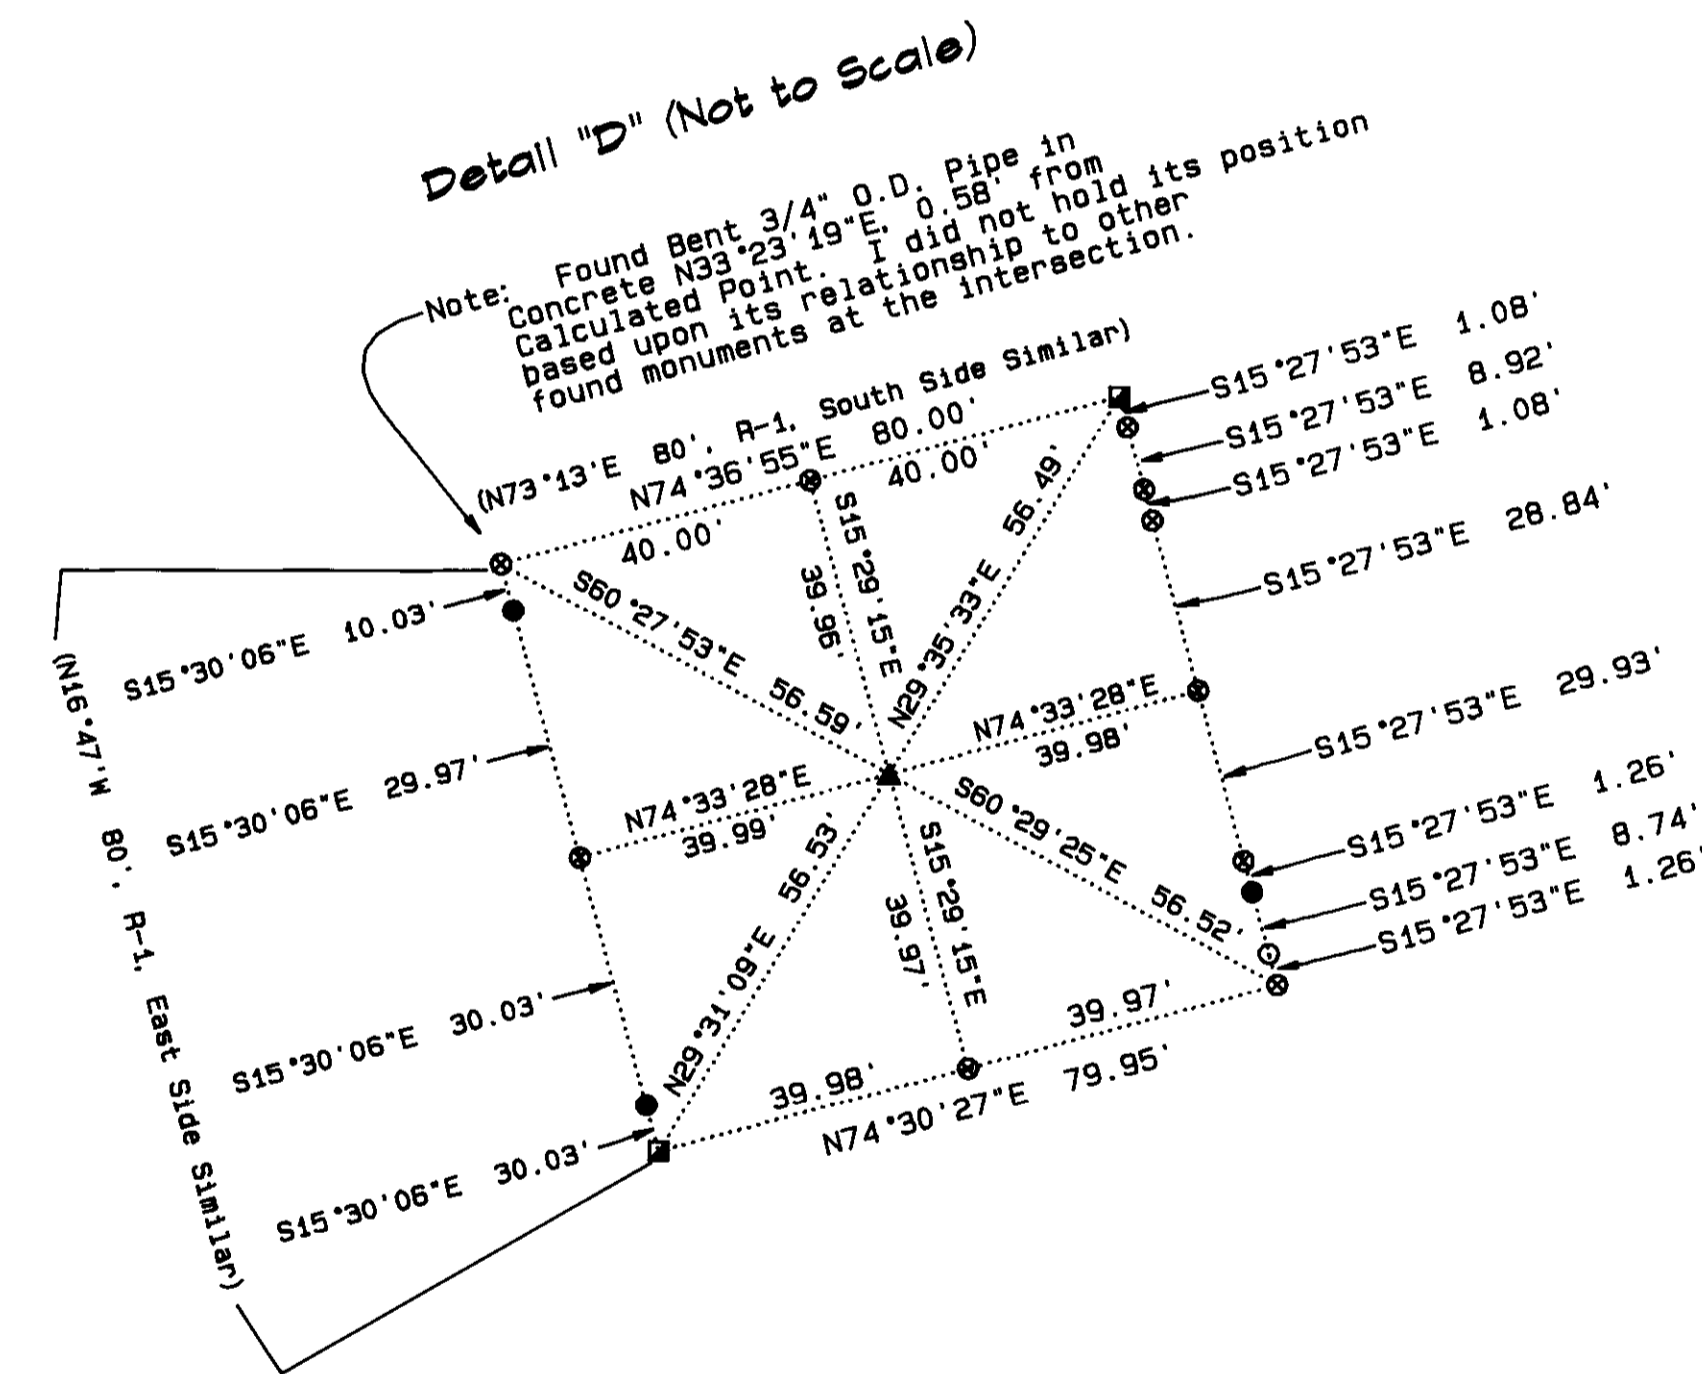 Detail "D" (Not to Scale)
Note: Found Bent 3/4" O.D. Pipe in
Concrete N33°23'19"E, 0.58' from
Calculated Point. I did not hold its position
based upon its relationship to other
found monuments at the intersection.
(N73°13'E 80', R-1, South Side Similar)
N74°36'55"E 80.00'
40.00'
40.00'
S15°27'53"E 1.08'
S15°27'53"E 8.92'
S15°27'53"E 1.08'
S15°27'53"E 28.84'
S15°27'53"E 29.93'
S15°27'53"E 1.26'
S15°27'53"E 8.74'
S15°27'53"E 1.26'
S15°30'06"E 10.03'
S15°30'06"E 29.97'
S15°30'06"E 30.03'
S15°30'06"E 30.03'
(N16°47'W 80', R-1, East Side Similar)
S60°27'53"E 56.59'
S15°29'15"E
39.96'
N29°35'33"E 56.49'
N74°33'28"E
39.98'
N74°33'28"E
39.99'
N29°31'09"E 56.53'
S15°29'15"E
39.97'
S60°29'25"E 56.52'
39.98'
39.97'
N74°30'27"E 79.95'